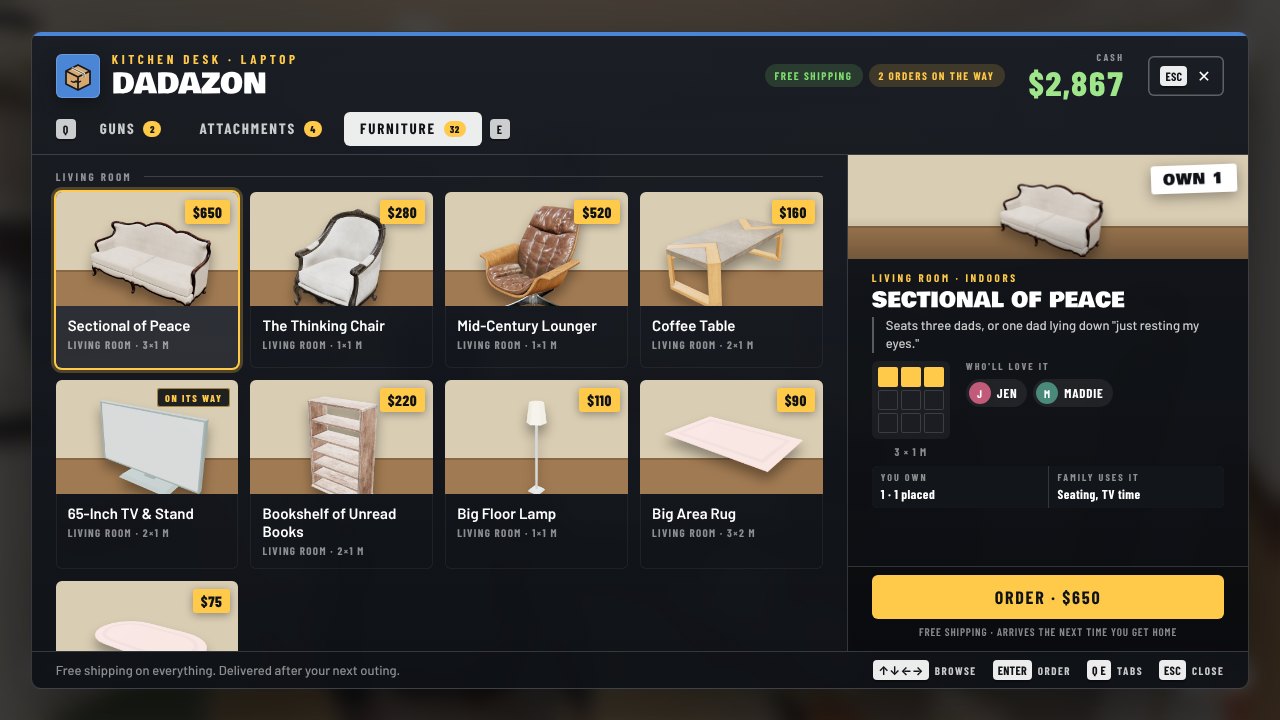 KITCHEN DESK · LAPTOP
DADAZON
FREE SHIPPING
2 ORDERS ON THE WAY
CASH
$2,867
ESC ×
Q
GUNS 2
ATTACHMENTS 4
FURNITURE 32
E
LIVING ROOM
$650
Sectional of Peace
LIVING ROOM · 3×1 M
$280
The Thinking Chair
LIVING ROOM · 1×1 M
$520
Mid-Century Lounger
LIVING ROOM · 1×1 M
$160
Coffee Table
LIVING ROOM · 2×1 M
ON ITS WAY
65-Inch TV & Stand
LIVING ROOM · 2×1 M
$220
Bookshelf of Unread
Books
LIVING ROOM · 2×1 M
$110
Big Floor Lamp
LIVING ROOM · 1×1 M
$90
Big Area Rug
LIVING ROOM · 3×2 M
$75
OWN 1
LIVING ROOM · INDOORS
SECTIONAL OF PEACE
Seats three dads, or one dad lying down "just resting my
eyes."
3 × 1 M
WHO'LL LOVE IT
J JEN
M MADDIE
YOU OWN
1 · 1 placed
FAMILY USES IT
Seating, TV time
ORDER · $650
FREE SHIPPING · ARRIVES THE NEXT TIME YOU GET HOME
Free shipping on everything. Delivered after your next outing.
↑↓←→ BROWSE
ENTER ORDER
Q E TABS
ESC CLOSE